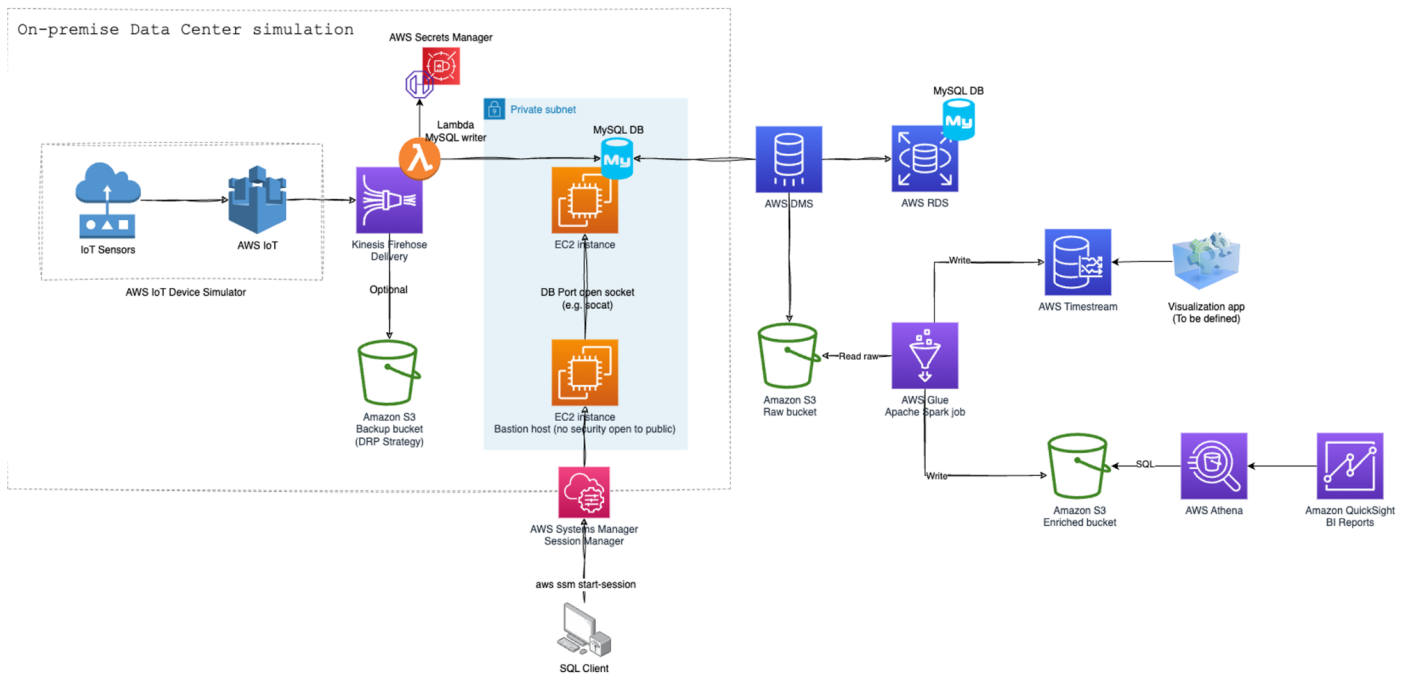 On-premise Data Center simulation
AWS Secrets Manager
Private subnet
Lambda
MySQL writer
MySQL DB
My
MySQL DB
My
IoT Sensors
AWS IoT
Kinesis Firehose
Delivery
EC2 instance
AWS DMS
AWS RDS
AWS IoT Device Simulator
Optional
DB Port open socket
(e.g. socat)
Write
AWS Timestream
Visualization app
(To be defined)
Read raw
Amazon S3
Backup bucket
(DRP Strategy)
EC2 instance
Bastion host (no security open to public)
Amazon S3
Raw bucket
AWS Glue
Apache Spark job
SQL
Write
Amazon S3
Enriched bucket
AWS Athena
Amazon QuickSight
BI Reports
AWS Systems Manager
Session Manager
aws ssm start-session
SQL Client